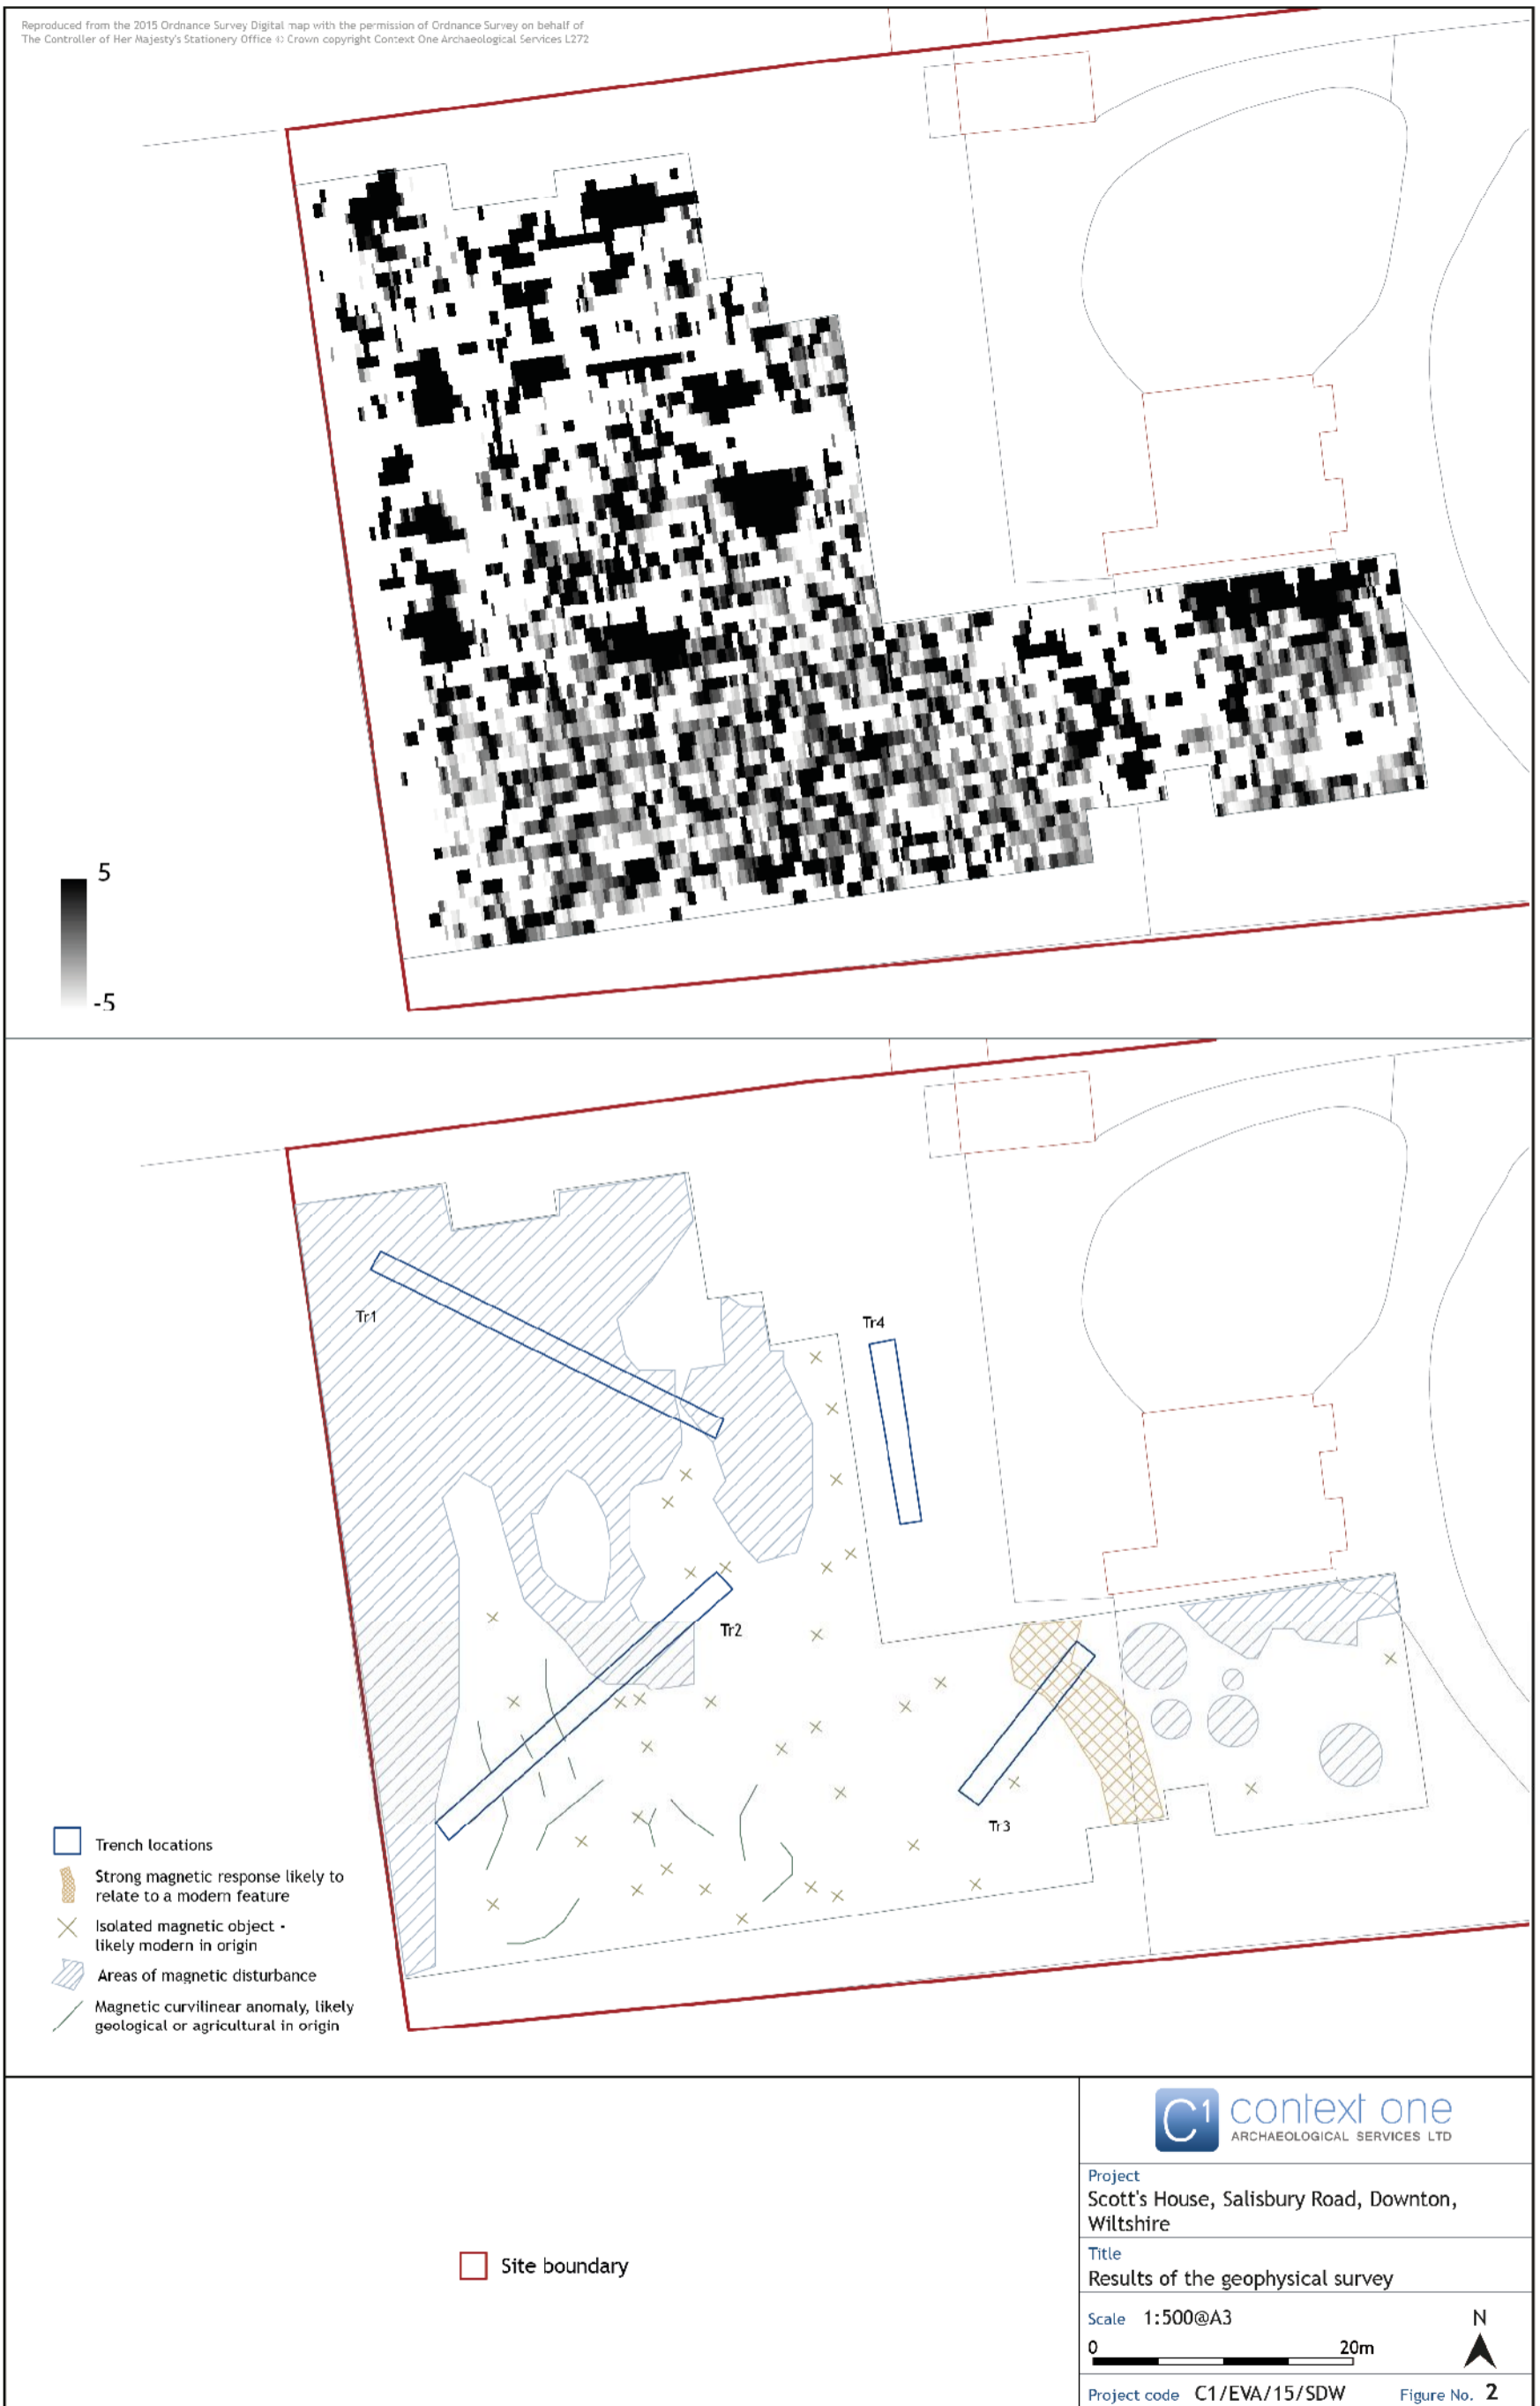 Reproduced from the 2015 Ordnance Survey Digital map with the permission of Ordnance Survey on behalf of
The Controller of Her Majesty's Stationery Office © Crown copyright Context One Archaeological Services L272
5
-5
Tr1
Tr4
Tr2
Tr3
Trench locations
Strong magnetic response likely to
relate to a modern feature
Isolated magnetic object -
likely modern in origin
Areas of magnetic disturbance
Magnetic curvilinear anomaly, likely
geological or agricultural in origin
Site boundary
C1 context one
ARCHAEOLOGICAL SERVICES LTD
Project
Scott's House, Salisbury Road, Downton,
Wiltshire
Title
Results of the geophysical survey
Scale 1:500@A3
N
0 20m
Project code C1/EVA/15/SDW Figure No. 2